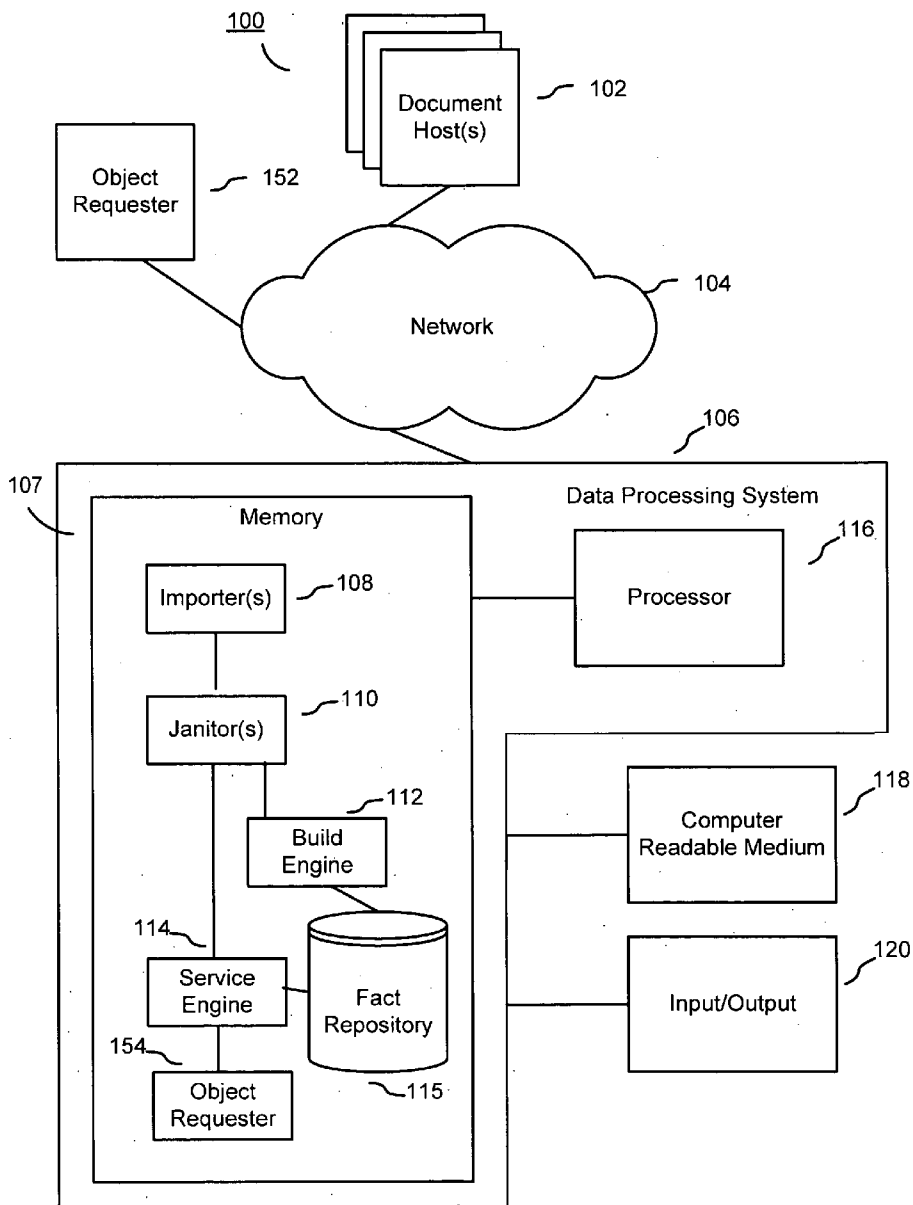 100
Document
Host(s)
102
Object
Requester
152
Network
104
106
107
Data Processing System
Memory
116
Processor
Importer(s)
108
Janitor(s)
110
112
Build
Engine
118
Computer
Readable Medium
114
Service
Engine
Fact
Repository
120
Input/Output
154
Object
Requester
115